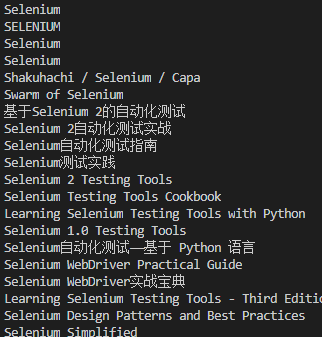 Selenium
SELENIUM
Selenium
Selenium
Shakuhachi / Selenium / Capa
Swarm of Selenium
基于Selenium 2的自动化测试
Selenium 2自动化测试实战
Selenium自动化测试指南
Selenium测试实践
Selenium 2 Testing Tools
Selenium Testing Tools Cookbook
Learning Selenium Testing Tools with Python
Selenium 1.0 Testing Tools
Selenium自动化测试——基于 Python 语言
Selenium WebDriver Practical Guide
Selenium WebDriver实战宝典
Learning Selenium Testing Tools - Third Editio
Selenium Design Patterns and Best Practices
Selenium Simplified